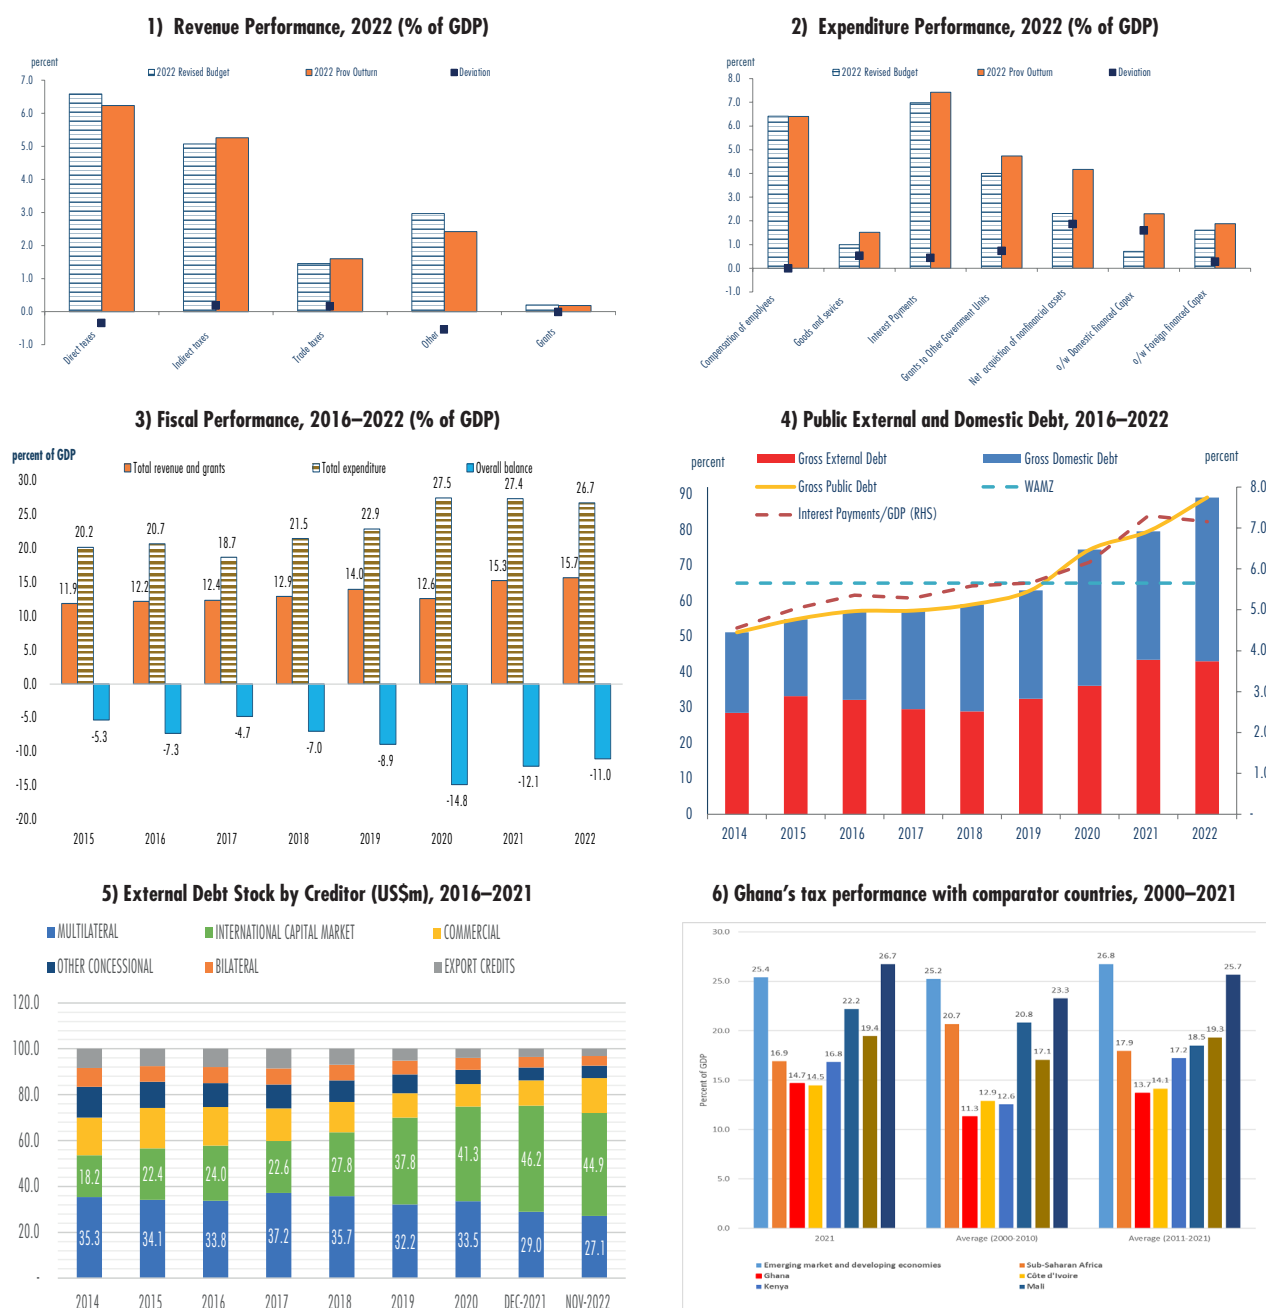 1) Revenue Performance, 2022 (% of GDP)
percent
2022 Revised Budget
2022 Prov Outturn
Deviation
7.0
6.0
5.0
4.0
3.0
2.0
1.0
0.0
-1.0
Direct texes
Indirect taxes
Trade taxes
Other
Grants
2) Expenditure Performance, 2022 (% of GDP)
percent
2022 Revised Budget
2022 Prov Outturn
Deviation
8.0
7.0
6.0
5.0
4.0
3.0
2.0
1.0
0.0
-1.0
Compensation of empolyees
Goods and sevices
Interest Payments
Grants to Other Government Units
Net acquistion of nonfinancial assets
o/w Domestic financed Capex
o/w Foreign financed Capex
3) Fiscal Performance, 2016–2022 (% of GDP)
percent of GDP
Total revenue and grants
Total expenditure
Overall balance
30.0
25.0
20.0
15.0
10.0
5.0
0.0
-5.0
-10.0
-15.0
-20.0
11.9
20.2
-5.3
12.2
20.7
-7.3
12.4
18.7
-4.7
12.9
21.5
-7.0
14.0
22.9
-8.9
12.6
27.5
-14.8
15.3
27.4
-12.1
15.7
26.7
-11.0
2015
2016
2017
2018
2019
2020
2021
2022
4) Public External and Domestic Debt, 2016–2022
percent
percent
Gross External Debt
Gross Domestic Debt
Gross Public Debt
WAMZ
Interest Payments/GDP (RHS)
90
80
70
60
50
40
30
20
10
0
8.0
7.0
6.0
5.0
4.0
3.0
2.0
1.0
-
2014
2015
2016
2017
2018
2019
2020
2021
2022
5) External Debt Stock by Creditor (US$m), 2016–2021
MULTILATERAL
INTERNATIONAL CAPITAL MARKET
COMMERCIAL
OTHER CONCESSIONAL
BILATERAL
EXPORT CREDITS
120.0
100.0
80.0
60.0
40.0
20.0
-
18.2
22.4
24.0
22.6
27.8
37.8
41.3
46.2
44.9
35.3
34.1
33.8
37.2
35.7
32.2
33.5
29.0
27.1
2014
2015
2016
2017
2018
2019
2020
DEC-2021
NOV-2022
6) Ghana's tax performance with comparator countries, 2000–2021
Percent of GDP
30.0
25.0
20.0
15.0
10.0
5.0
0.0
25.4
16.9
14.7
14.5
16.8
22.2
19.4
26.7
25.2
20.7
11.3
12.9
12.6
20.8
17.1
23.3
26.8
17.9
13.7
14.1
17.2
18.5
19.3
25.7
2021
Average (2000-2010)
Average (2011-2021)
Emerging market and developing economies
Sub-Saharan Africa
Ghana
Côte d'Ivoire
Kenya
Mali